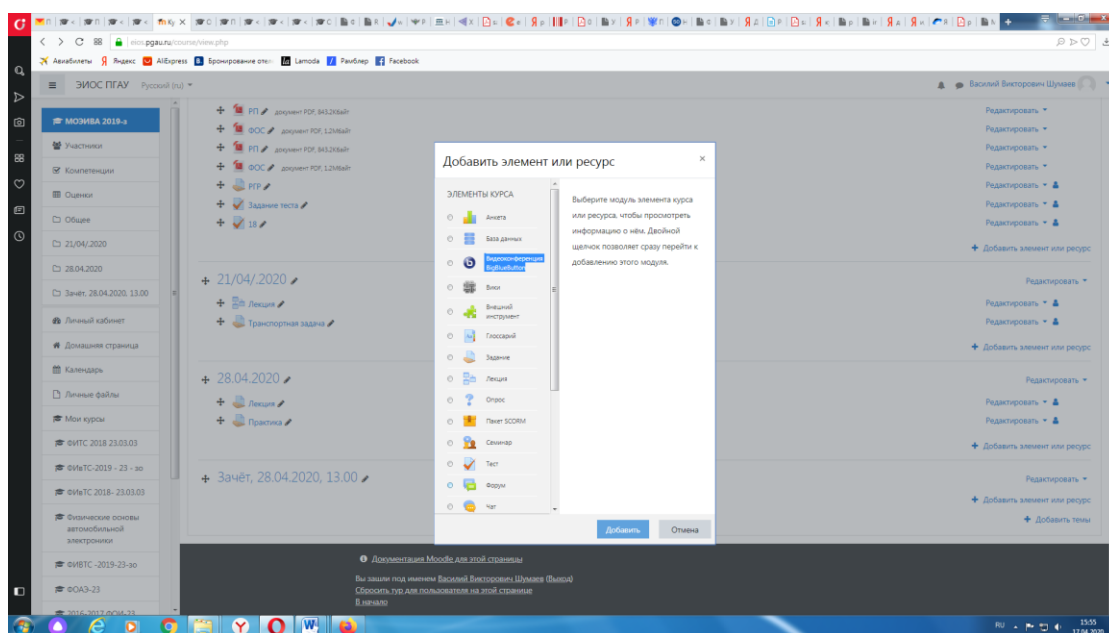 eios.pgau.ru/course/view.php
Авиабилеты Яндекс AliExpress Бронирование отел Lamoda Рамблер Facebook
ЭИОС ПГАУ Русский (ru)
Василий Викторович Шумаев
МОЭИВА 2019-з
Участники
Компетенции
Оценки
Общее
21/04/.2020
28.04.2020
Зачёт, 28.04.2020, 13.00
Личный кабинет
Домашняя страница
Календарь
Личные файлы
Мои курсы
ФИТС 2018 23.03.03
ФИвТС-2019 - 23 - зо
ФИвТС 2018- 23.03.03
Физические основы
автомобильной
электроники
ФИВТС -2019-23-зо
ФОАЭ-23
2016-2017 ФОИ-23
РП документ PDF, 843.2Кбайт
Редактировать
ФОС документ PDF, 1.2Мбайт
Редактировать
РП документ PDF, 843.2Кбайт
Редактировать
ФОС документ PDF, 1.2Мбайт
Редактировать
РГР
Редактировать
Задание теста
Редактировать
18
Редактировать
Добавить элемент или ресурс
21/04/.2020
Редактировать
Лекция
Редактировать
Транспортная задача
Редактировать
Добавить элемент или ресурс
28.04.2020
Редактировать
Лекция
Редактировать
Практика
Редактировать
Добавить элемент или ресурс
Зачёт, 28.04.2020, 13.00
Редактировать
Добавить элемент или ресурс
Добавить темы
Добавить элемент или ресурс ×
ЭЛЕМЕНТЫ КУРСА
Анкета
База данных
Видеоконференция
BigBlueButton
Вики
Внешний
инструмент
Глоссарий
Задание
Лекция
Опрос
Пакет SCORM
Семинар
Тест
Форум
Чат
Выберите модуль элемента курса
или ресурса, чтобы просмотреть
информацию о нём. Двойной
щелчок позволяет сразу перейти к
добавлению этого модуля.
Добавить Отмена
Документация Moodle для этой страницы
Вы зашли под именем Василий Викторович Шумаев (Выход)
Сбросить тур для пользователя на этой странице
В начало
RU
15:55
17.04.2020